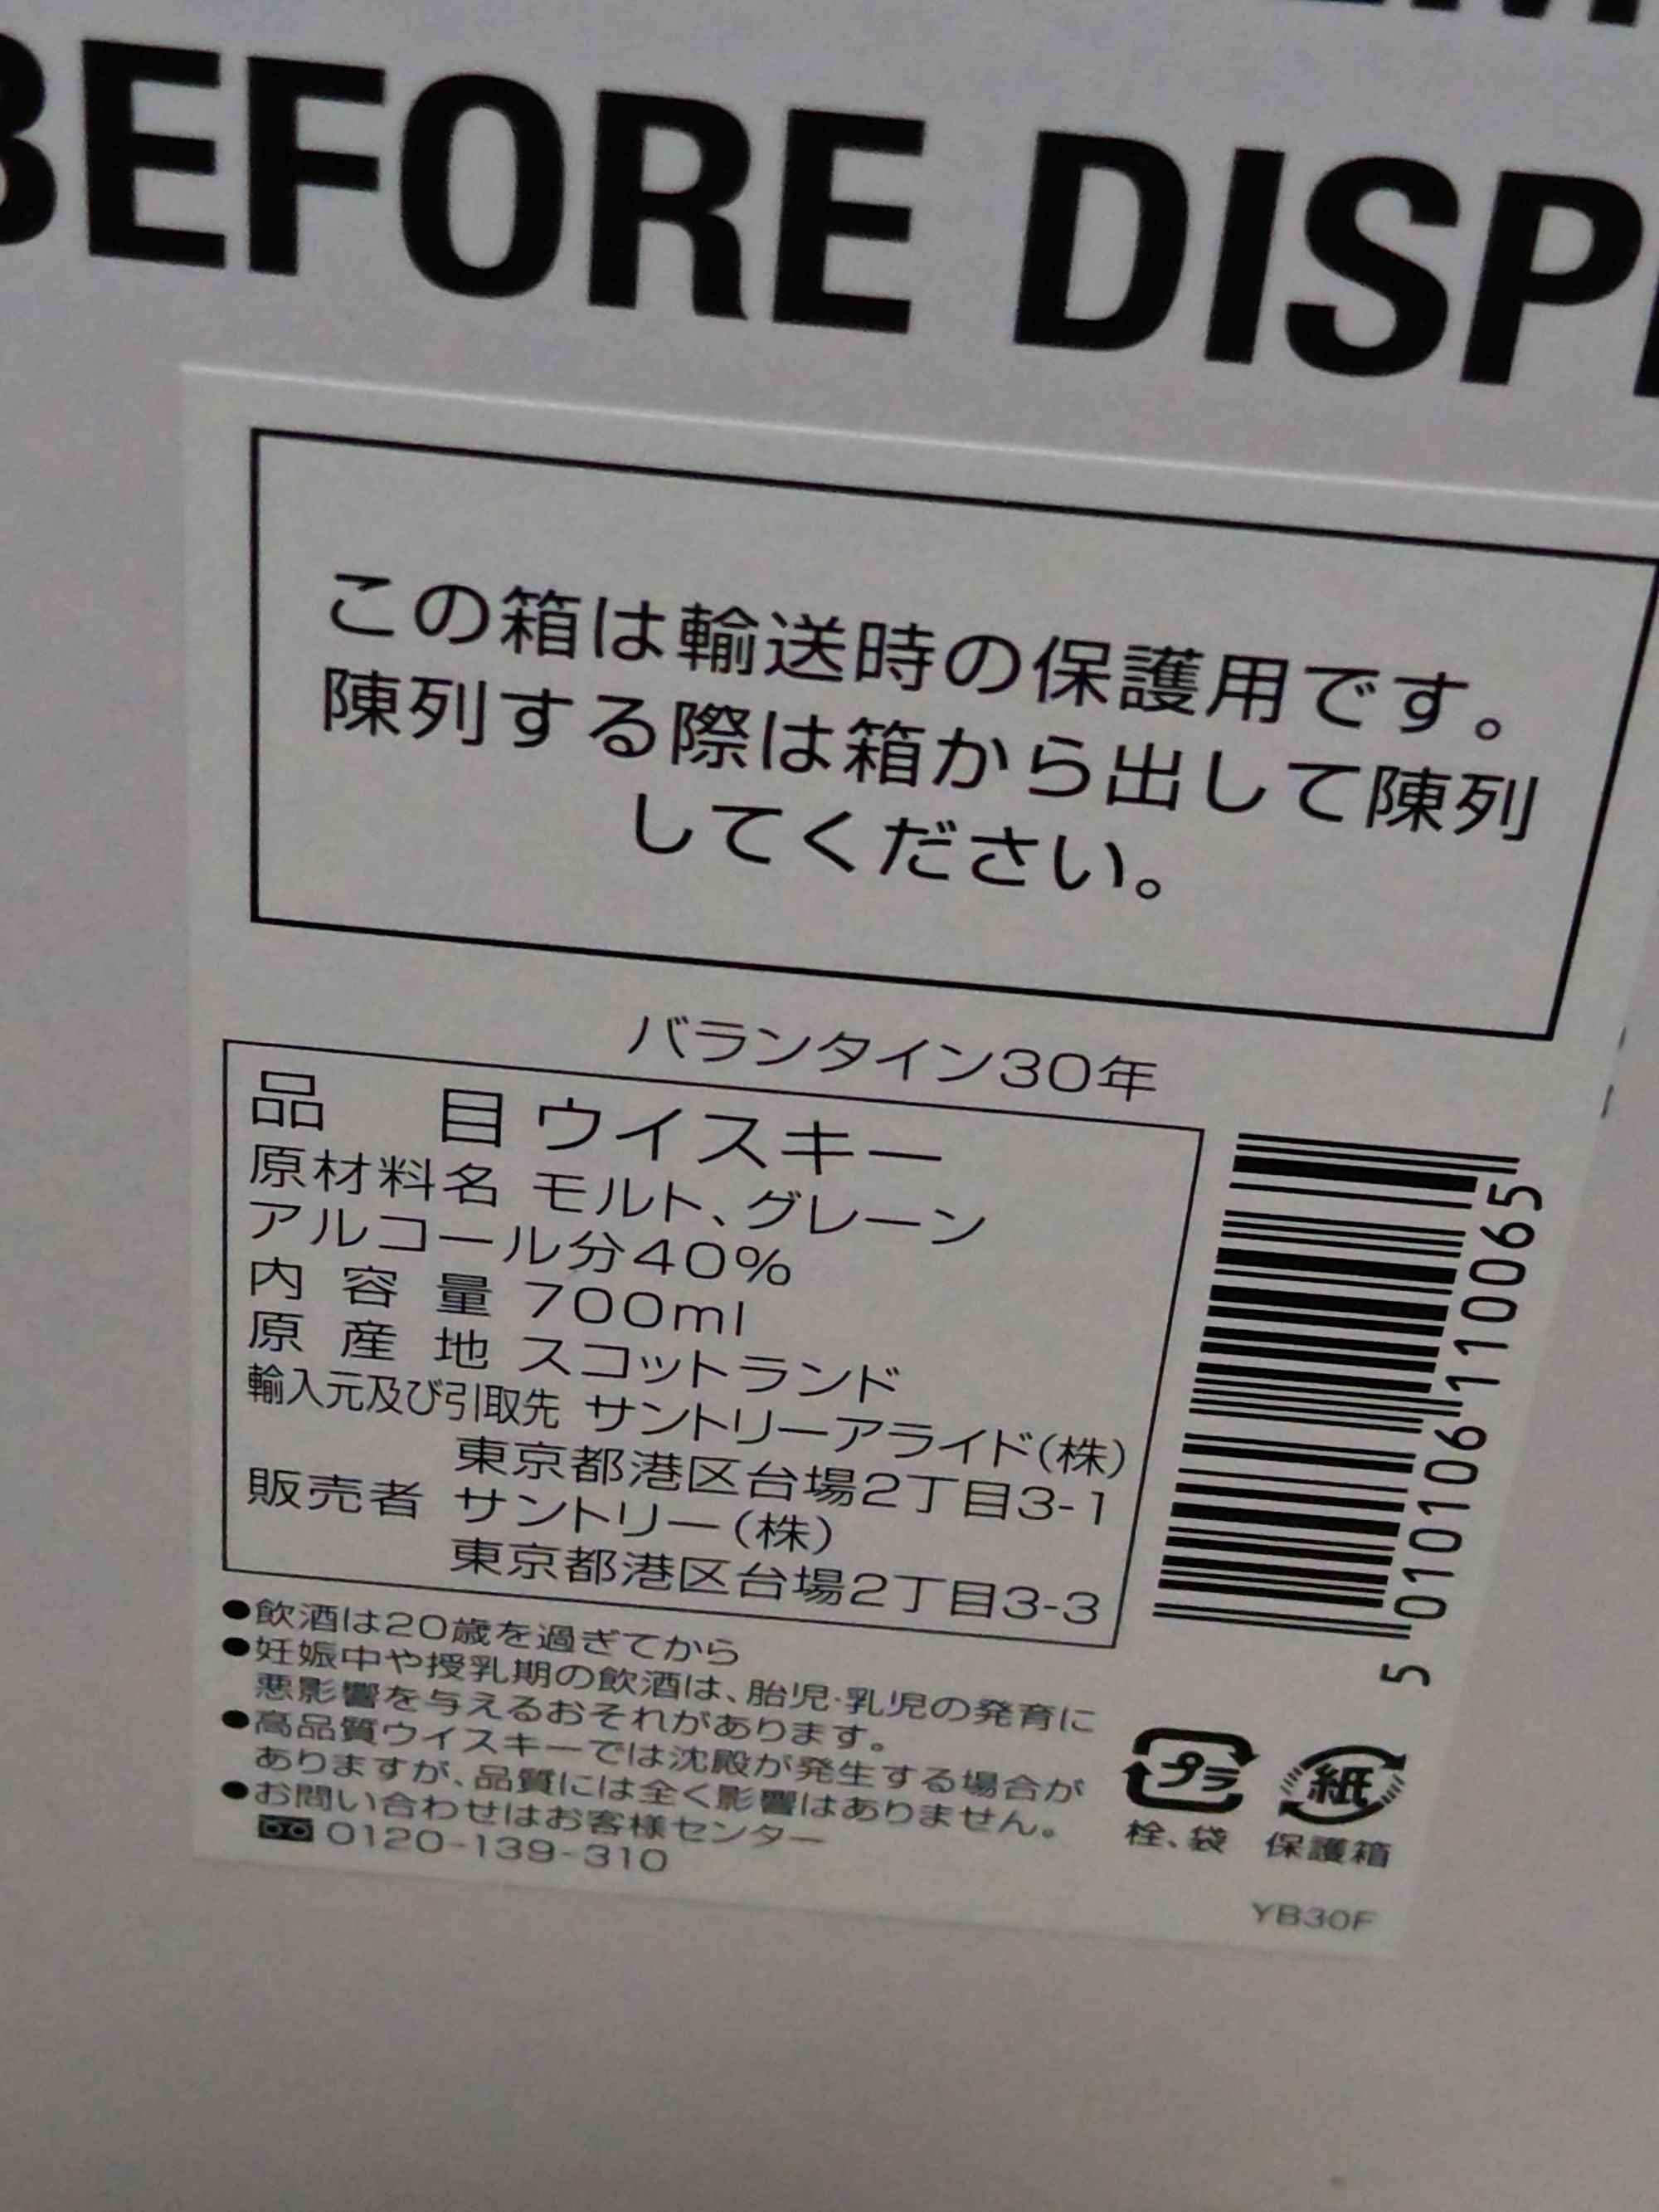 BEFORE DISP
この箱は輸送時の保護用です。
陳列する際は箱から出して陳列
してください。
バランタイン30年
品 目 ウイスキー
原材料名 モルト、グレーン
アルコール分40%
内容量 700ml
原産地 スコットランド
輸入元及び引取先 サントリーアライド(株)
東京都港区台場2丁目3-1
販売者 サントリー(株)
東京都港区台場2丁目3-3
●飲酒は20歳を過ぎてから
●妊娠中や授乳期の飲酒は、胎児・乳児の発育に
悪影響を与えるおそれがあります。
●高品質ウイスキーでは沈殿が発生する場合が
ありますが、品質には全く影響はありません。
●お問い合わせはお客様センター
0120-139-310
5 010106 110065
プラ
栓、袋
紙
保護箱
YB30F